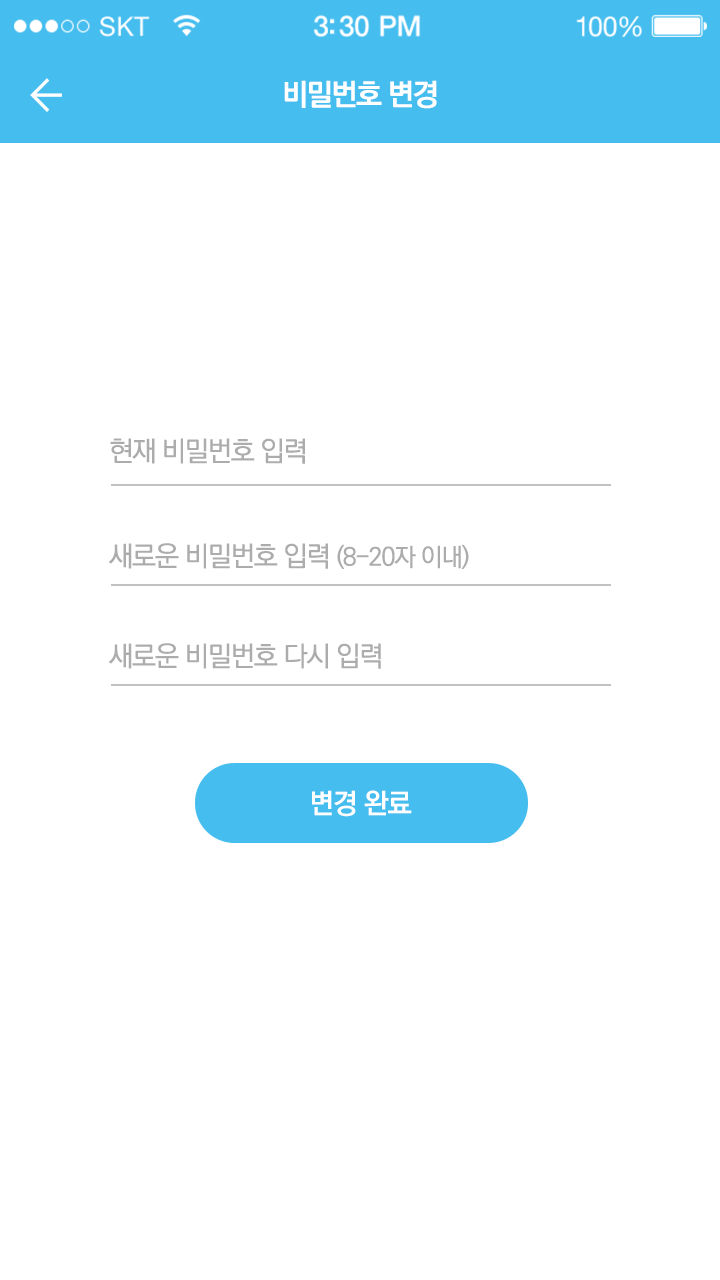 SKT 3:30 PM 100%
비밀번호 변경
현재 비밀번호 입력
새로운 비밀번호 입력 (8-20자 이내)
새로운 비밀번호 다시 입력
변경 완료